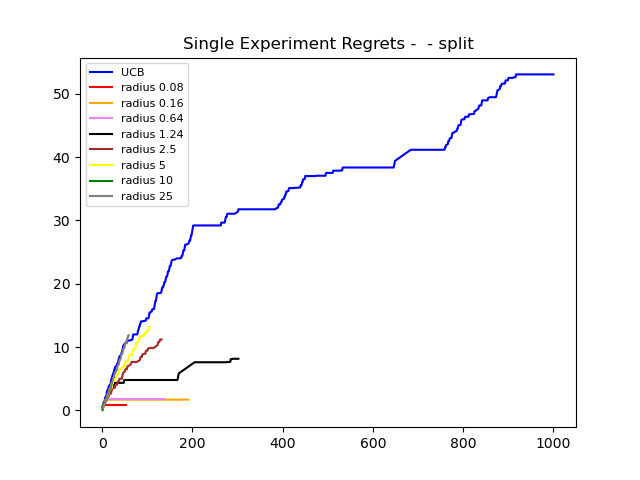 Single Experiment Regrets -  - split
UCB
radius 0.08
radius 0.16
radius 0.64
radius 1.24
radius 2.5
radius 5
radius 10
radius 25
50
40
30
20
10
0
0 200 400 600 800 1000